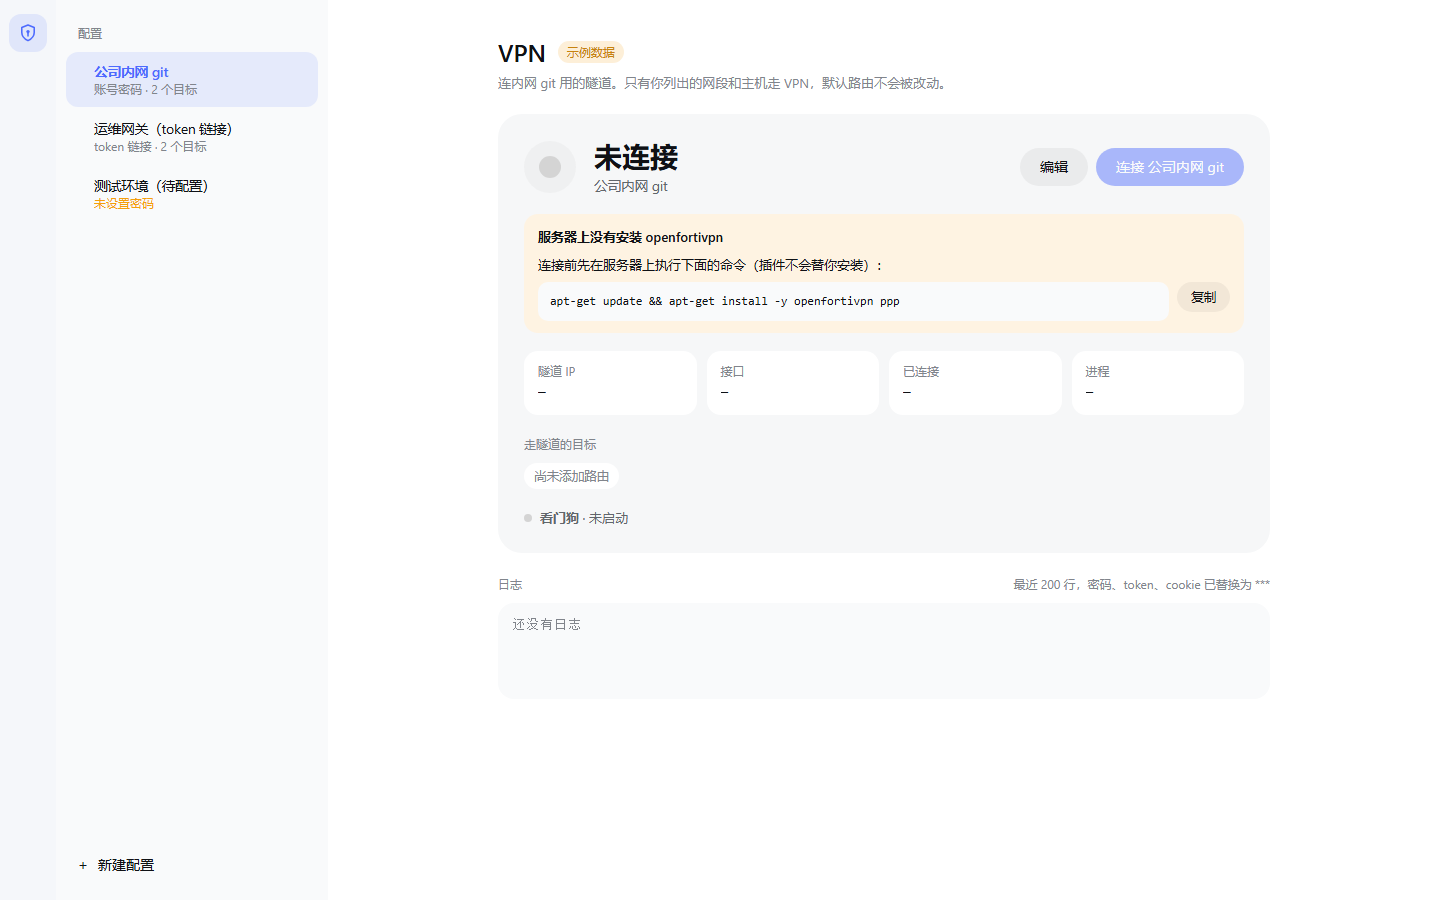 配置
公司内网 git
账号密码 · 2 个目标
运维网关（token 链接）
token 链接 · 2 个目标
测试环境（待配置）
未设置密码
+ 新建配置
VPN 示例数据
连内网 git 用的隧道。只有你列出的网段和主机走 VPN，默认路由不会被改动。
未连接
公司内网 git
编辑
连接 公司内网 git
服务器上没有安装 openfortivpn
连接前先在服务器上执行下面的命令（插件不会替你安装）：
apt-get update && apt-get install -y openfortivpn ppp
复制
隧道 IP
–
接口
–
已连接
–
进程
–
走隧道的目标
尚未添加路由
看门狗 · 未启动
日志
最近 200 行，密码、token、cookie 已替换为 ***
还没有日志